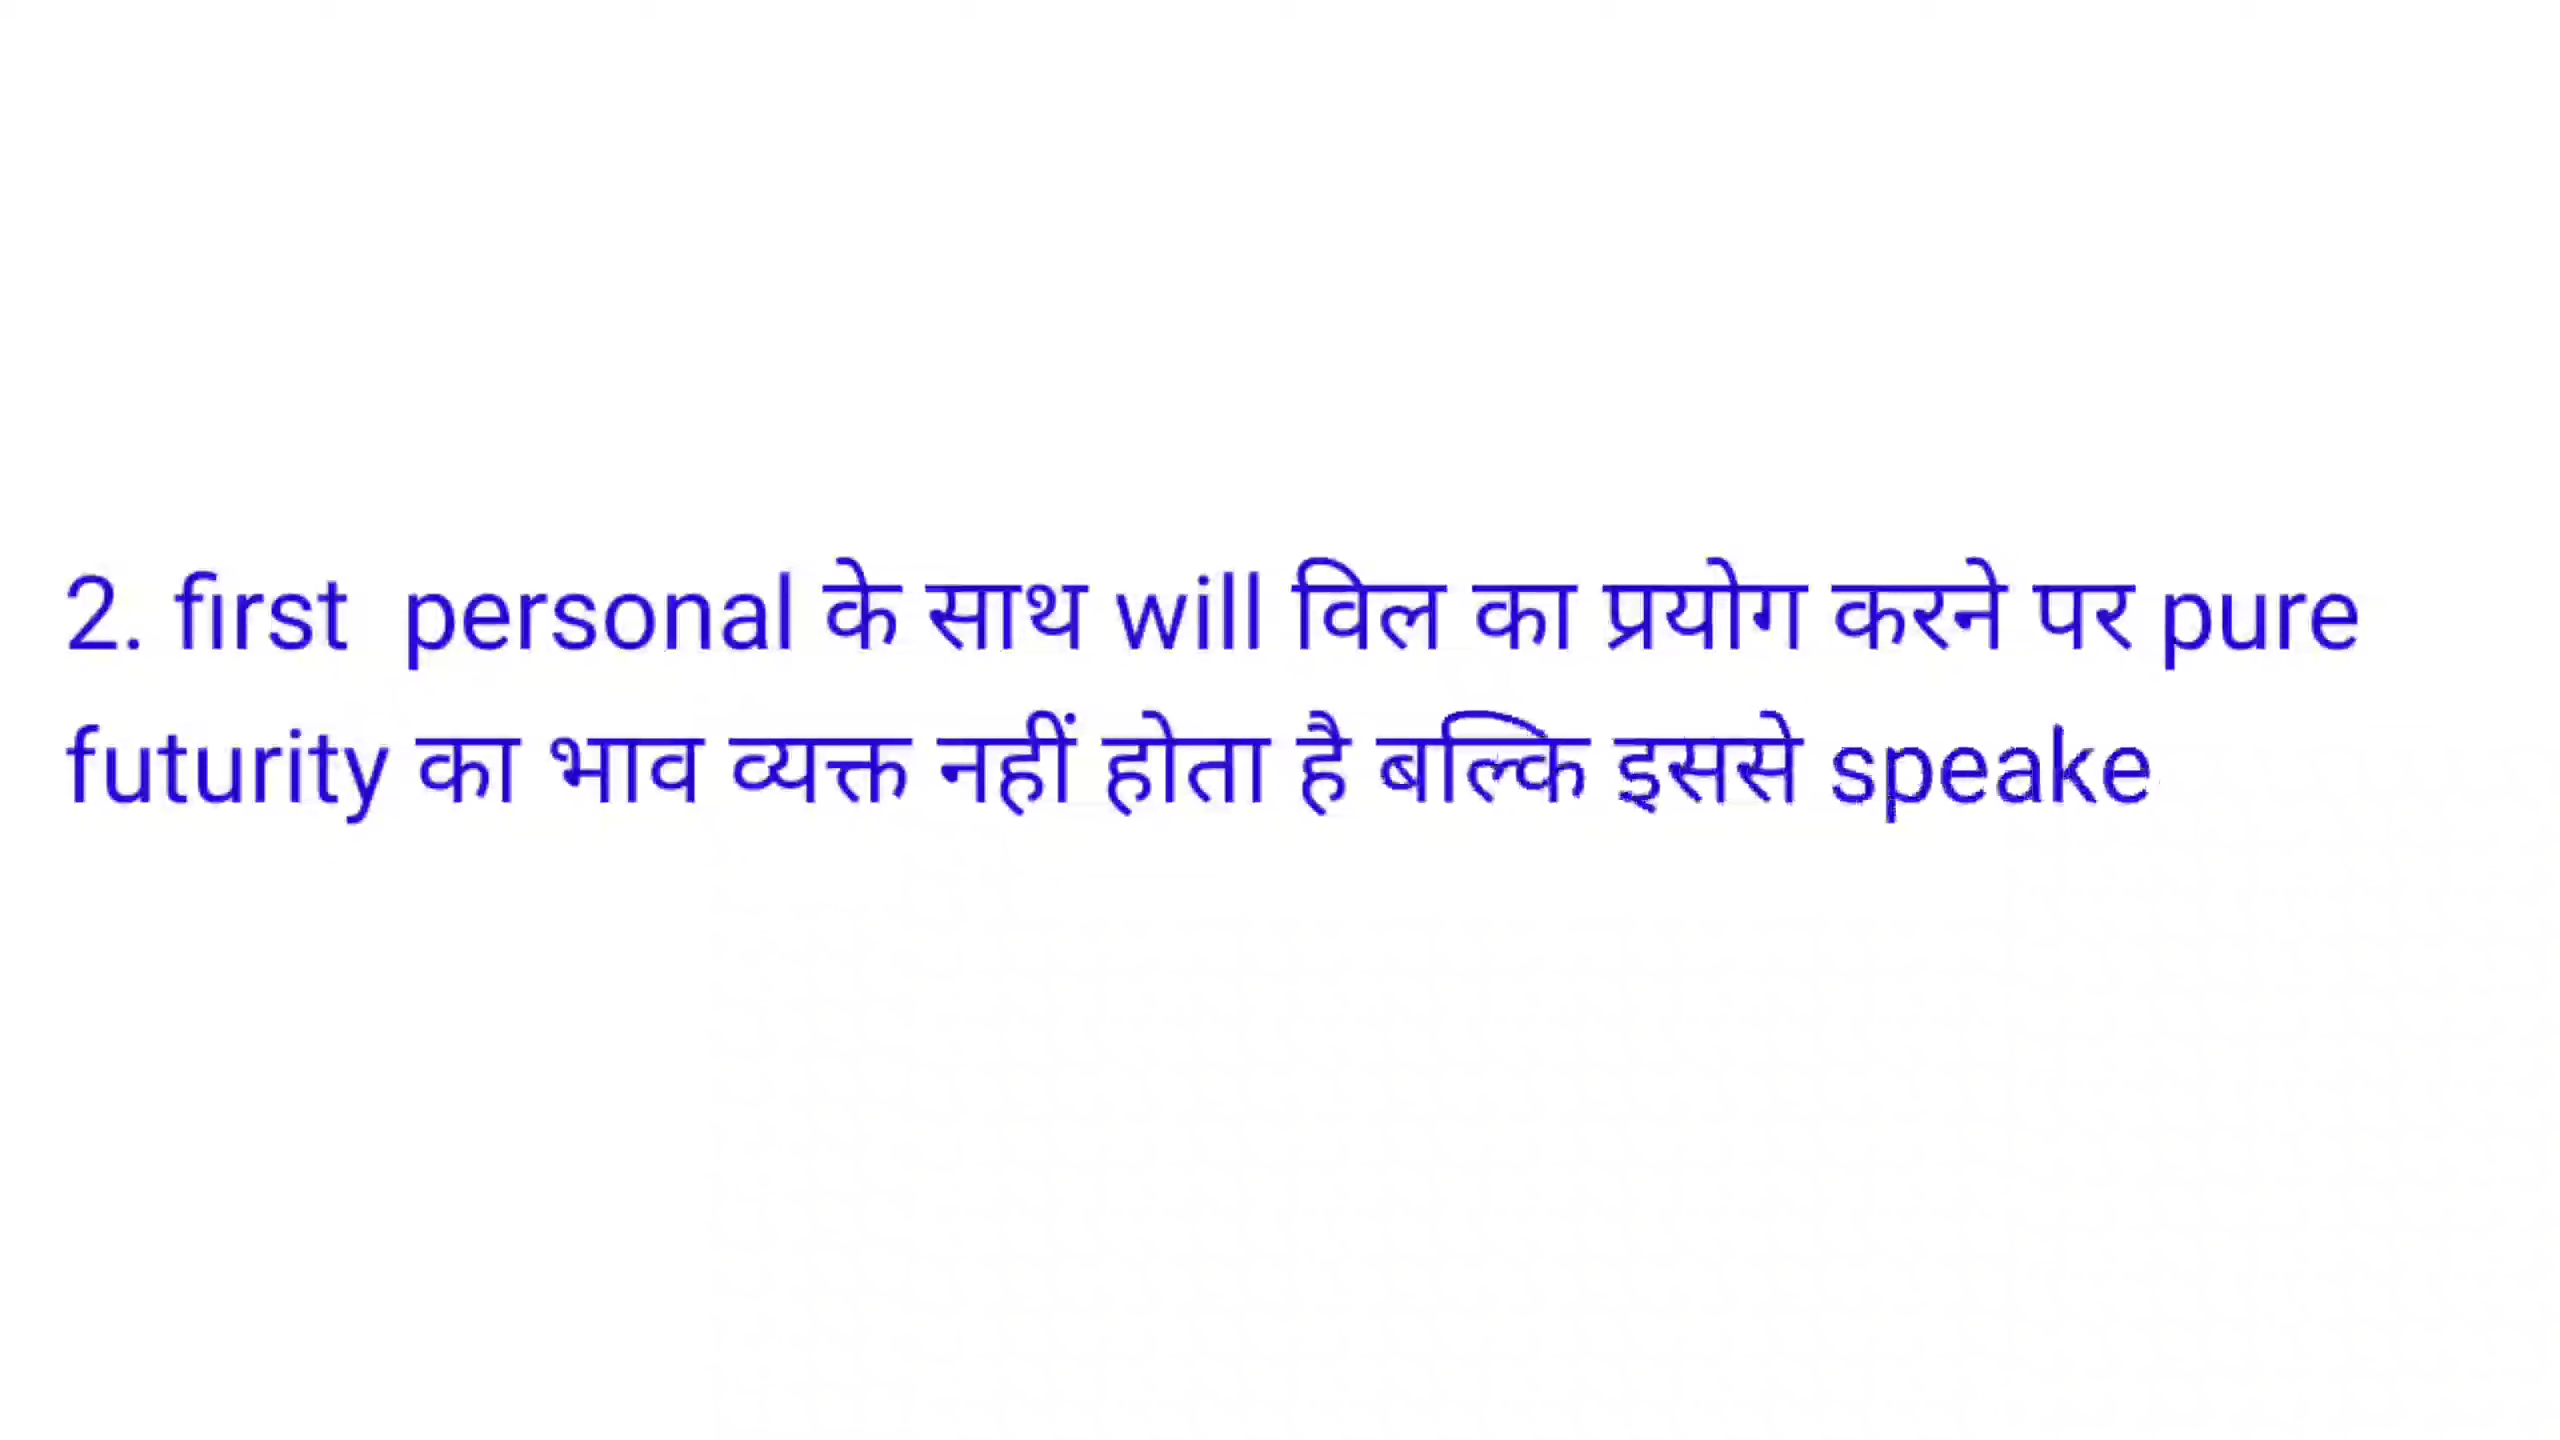 2. first  personal के साथ will विल का प्रयोग करने पर pure
futurity का भाव व्यक्त नहीं होता है बल्कि इससे speake